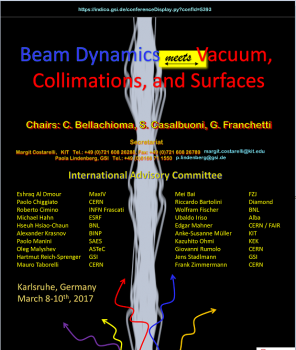 https://indico.gsi.de/conferenceDisplay.py?confId=5393
Beam Dynamics meets Vacuum,
Collimations, and Surfaces
Chairs: C. Bellachioma, S. Casalbuoni, G. Franchetti
Secretariat
Margit Costarelli, KIT Tel.: +49 (0)721 608 26286 Fax: +49 (0)721 608 26789 margit.costarelli@kit.edu
Paola Lindenberg, GSI Tel.: 1550 p.lindenberg@gsi.de
International Advisory Committee
Eshraq Al Dmour MaxIV Mei Bai FZJ
Paolo Chiggiato CERN Riccardo Bartolini Diamond
Roberto Cimino INFN Frascati Wolfram Fischer BNL
Michael Hahn ESRF Ubaldo Iriso Alba
Hseuh Hsiao-Chaun BNL Edgar Mahner CERN / FAIR
Alexander Krasnov BINP Anke-Susanne Müller KIT
Paolo Manini SAES Kazuhito Ohmi KEK
Oleg Malyshev ASTeC Giovanni Rumolo CERN
Hartmut Reich-Sprenger GSI Jens Stadlmann GSI
Mauro Taborelli CERN Frank Zimmermann CERN
Karlsruhe, Germany
March 8-10th, 2017